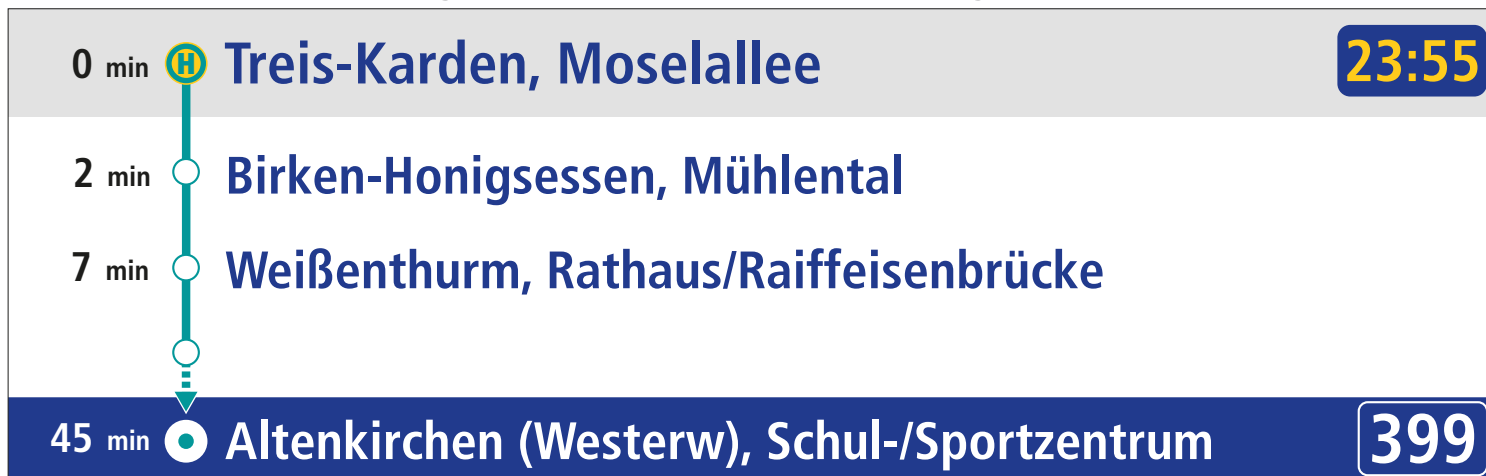 0 min H Treis-Karden, Moselallee 23:55
2 min Birken-Honigsessen, Mühlental
7 min Weißenthurm, Rathaus/Raiffeisenbrücke
45 min Altenkirchen (Westerw), Schul-/Sportzentrum 399